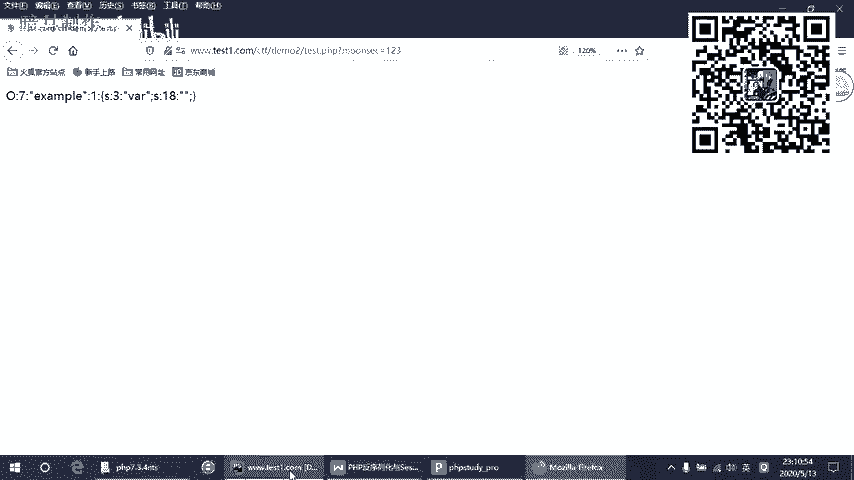 文件(F) 编辑(E) 查看(V) 历史(S) 书签(B) 工具(T) 帮助(H)
www.test1.com/ctf/demo2/test.php?moonsec=123
120%
火狐官方站点 新手上路 常用网址 京东商城
O:7:"example":1:{s:3:"var";s:18:"";}
php7.3.4nts
www.test1.com [D...
PHP反序列化与Ses...
phpstudy_pro
Mozilla Firefox
英
23:10:54
2020/5/13